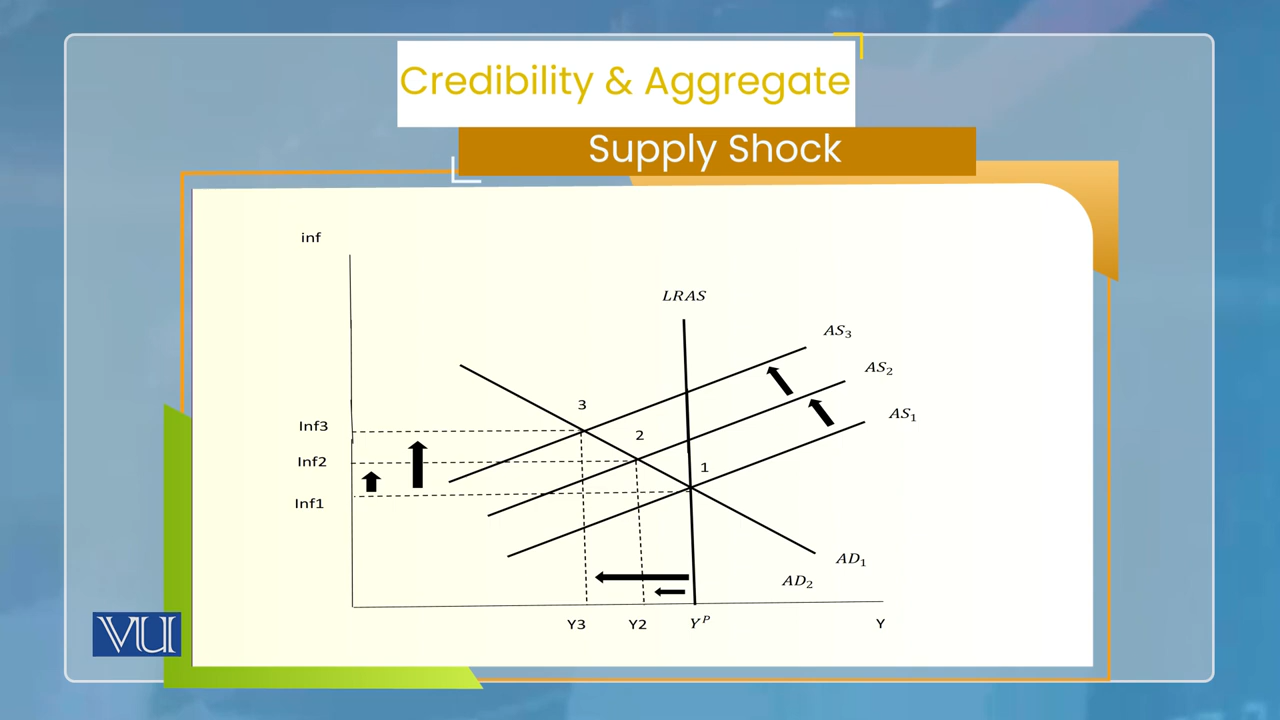 Credibility & Aggregate
Supply Shock
inf
LRAS
AS3
AS2
AS1
3
2
1
Inf3
Inf2
Inf1
AD1
AD2
Y3 Y2 Y^P Y
VU